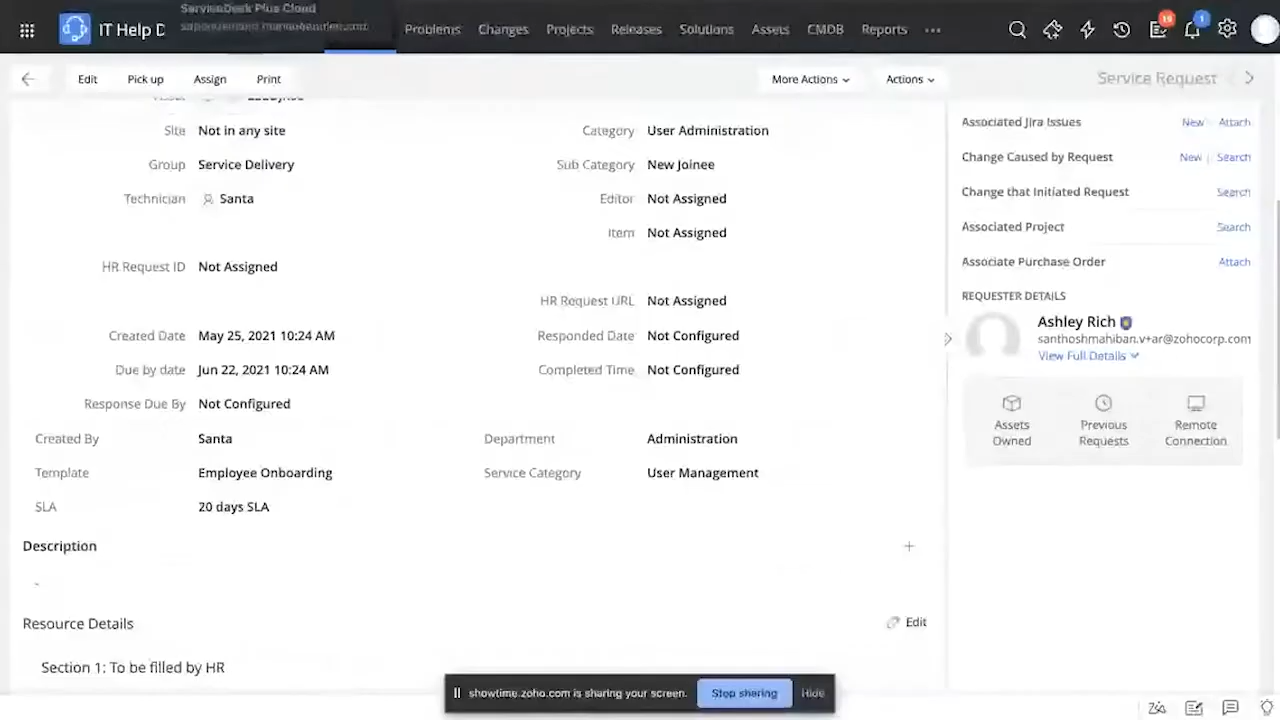 ServiceDesk Plus Cloud
IT Help D
Problems
Changes
Projects
Releases
Solutions
Assets
CMDB
Reports
1
Edit
Pick up
Assign
Print
More Actions
Actions
Service Request
Site Not in any site
Category User Administration
Group Service Delivery
Sub Category New Joinee
Technician Santa
Editor Not Assigned
Item Not Assigned
HR Request ID Not Assigned
HR Request URL Not Assigned
Created Date May 25, 2021 10:24 AM
Responded Date Not Configured
Due by date Jun 22, 2021 10:24 AM
Completed Time Not Configured
Response Due By Not Configured
Created By Santa
Department Administration
Template Employee Onboarding
Service Category User Management
SLA 20 days SLA
Description
-
Resource Details
Edit
Section 1: To be filled by HR
Associated Jira Issues New Attach
Change Caused by Request New | Search
Change that Initiated Request Search
Associated Project Search
Associate Purchase Order Attach
REQUESTER DETAILS
Ashley Rich
santhoshmahiban.v+ar@zohocorp.com
View Full Details
Assets
Owned
Previous
Requests
Remote
Connection
showtime.zoho.com is sharing your screen. Stop sharing Hide